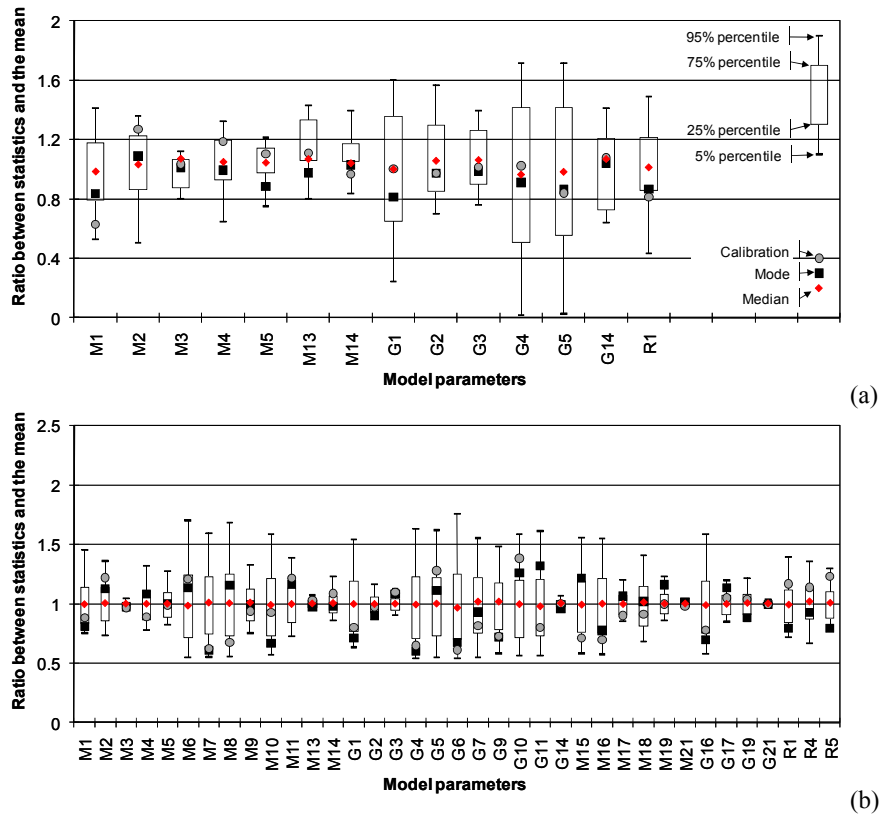 2
1.6
1.2
0.8
0.4
0
Ratio between statistics and the mean
95% percentile
75% percentile
25% percentile
5% percentile
Calibration
Mode
Median
M1 M2 M3 M4 M5 M13 M14 G1 G2 G3 G4 G5 G14 R1
Model parameters
(a)
2.5
2
1.5
1
0.5
0
Ratio between statistics and the mean
M1 M2 M3 M4 M5 M6 M7 M8 M9 M10 M11 M13 M14 G1 G2 G3 G4 G5 G6 G7 G9 G10 G11 G14 M15 M16 M17 M18 M19 M21 G16 G17 G19 G21 R1 R4 R5
Model parameters
(b)